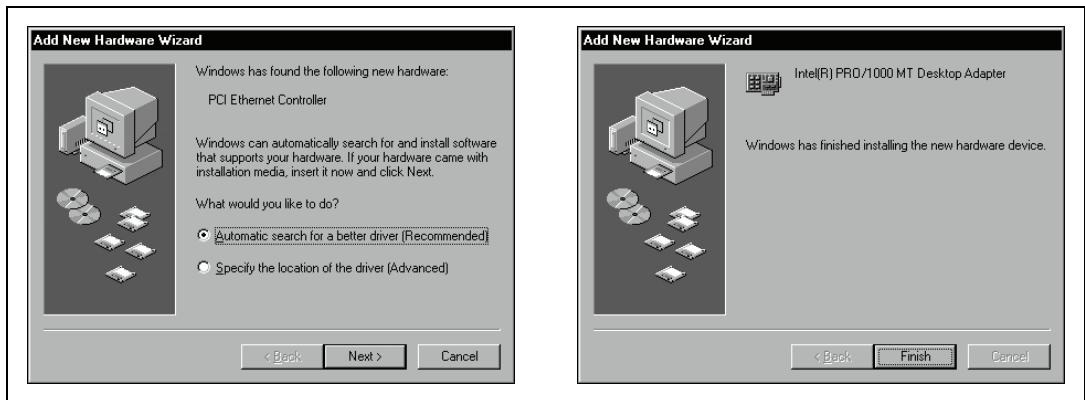 Add New Hardware Wizard
Windows has found the following new hardware:
PCI Ethernet Controller
Windows can automatically search for and install software
that supports your hardware. If your hardware came with
installation media, insert it now and click Next.
What would you like to do?
Automatic search for a better driver (Recommended)
Specify the location of the driver (Advanced)
< Back
Next >
Cancel
Add New Hardware Wizard
Intel(R) PRO/1000 MT Desktop Adapter
Windows has finished installing the new hardware device.
< Back
Finish
Cancel